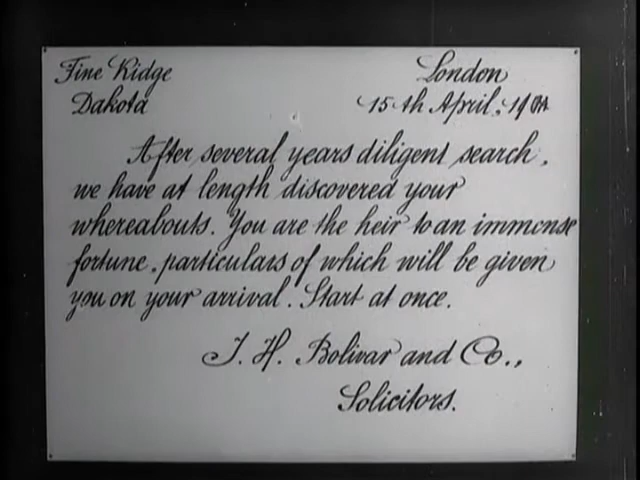 Fine Ridge London
Dakota 15th April, 1904
After several years diligent search,
we have at length discovered your
whereabouts. You are the heir to an immense
fortune, particulars of which will be given
you on your arrival. Start at once.
J. H. Bolivar and Co.,
Solicitors.